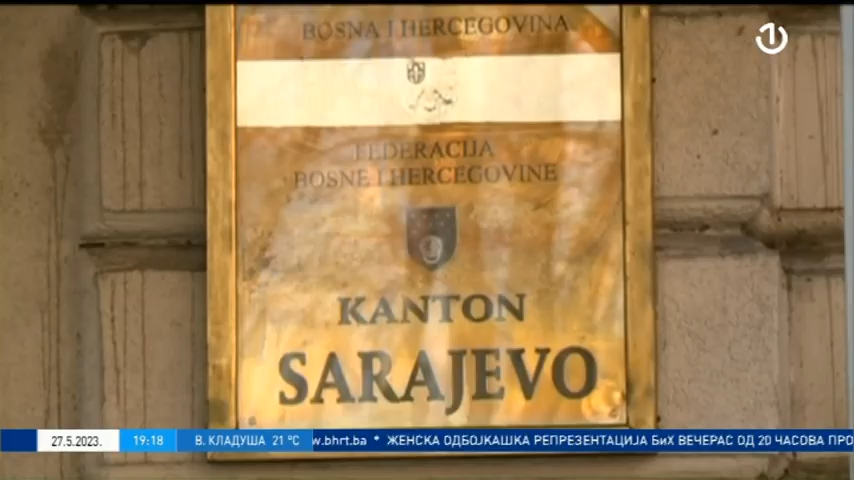 BOSNA I HERCEGOVINA
FEDERACIJA
BOSNE I HERCEGOVINE
KANTON
SARAJEVO
27.5.2023. 19:18 В. КЛАДУША 21 °C w.bhrt.ba * ЖЕНСКА ОДБОЈКАШКА РЕПРЕЗЕНТАЦИЈА БиХ ВЕЧЕРАС ОД 20 ЧАСОВА ПРО